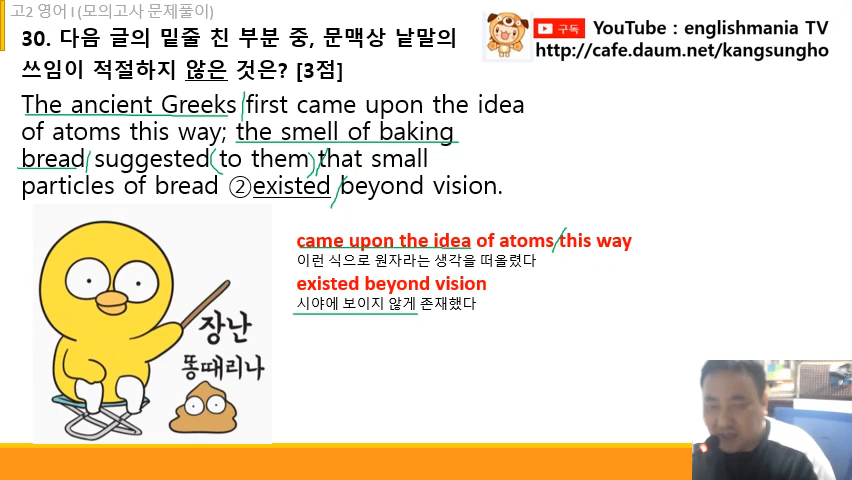 고2 영어 I (모의고사 문제풀이)
30. 다음 글의 밑줄 친 부분 중, 문맥상 낱말의
쓰임이 적절하지 않은 것은? [3점]
구독 YouTube : englishmania TV
http://cafe.daum.net/kangsungho
The ancient Greeks first came upon the idea
of atoms this way; the smell of baking
bread suggested to them that small
particles of bread ②existed beyond vision.
came upon the idea of atoms this way
이런 식으로 원자라는 생각을 떠올렸다
existed beyond vision
시야에 보이지 않게 존재했다
장난
똥때리나